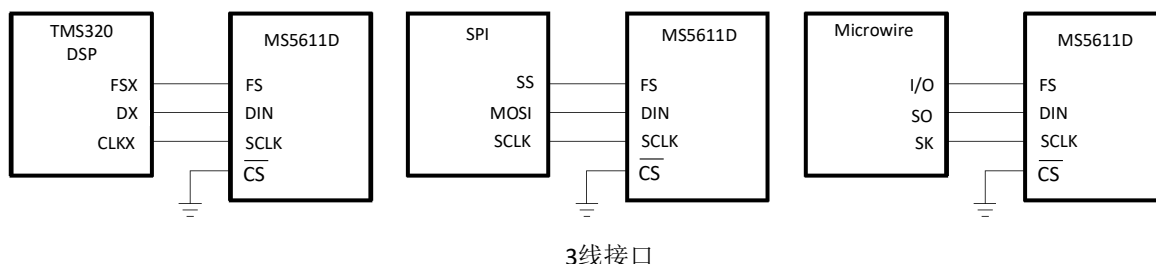 TMS320
DSP
FSX
DX
CLKX
MS5611D
FS
DIN
SCLK
CS
SPI
SS
MOSI
SCLK
MS5611D
FS
DIN
SCLK
CS
Microwire
I/O
SO
SK
MS5611D
FS
DIN
SCLK
CS
3线接口